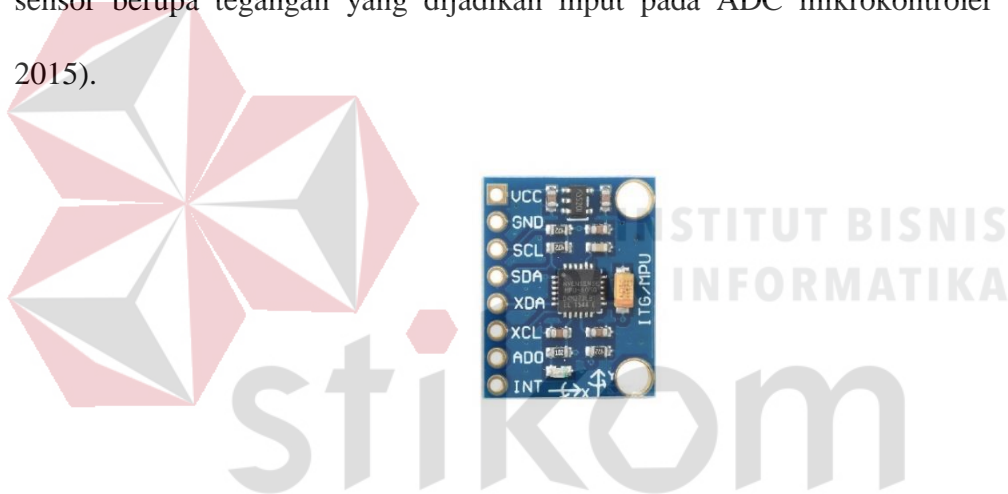 sensor berupa tegangan yang dijadikan input pada ADC mikrokontroler
2015).
VCC
GND
SCL
SDA
XDA
XCL
ADO
INT
ITG/MPU
X
Y
INSTITUT BISNIS
INFORMATIKA
stikom